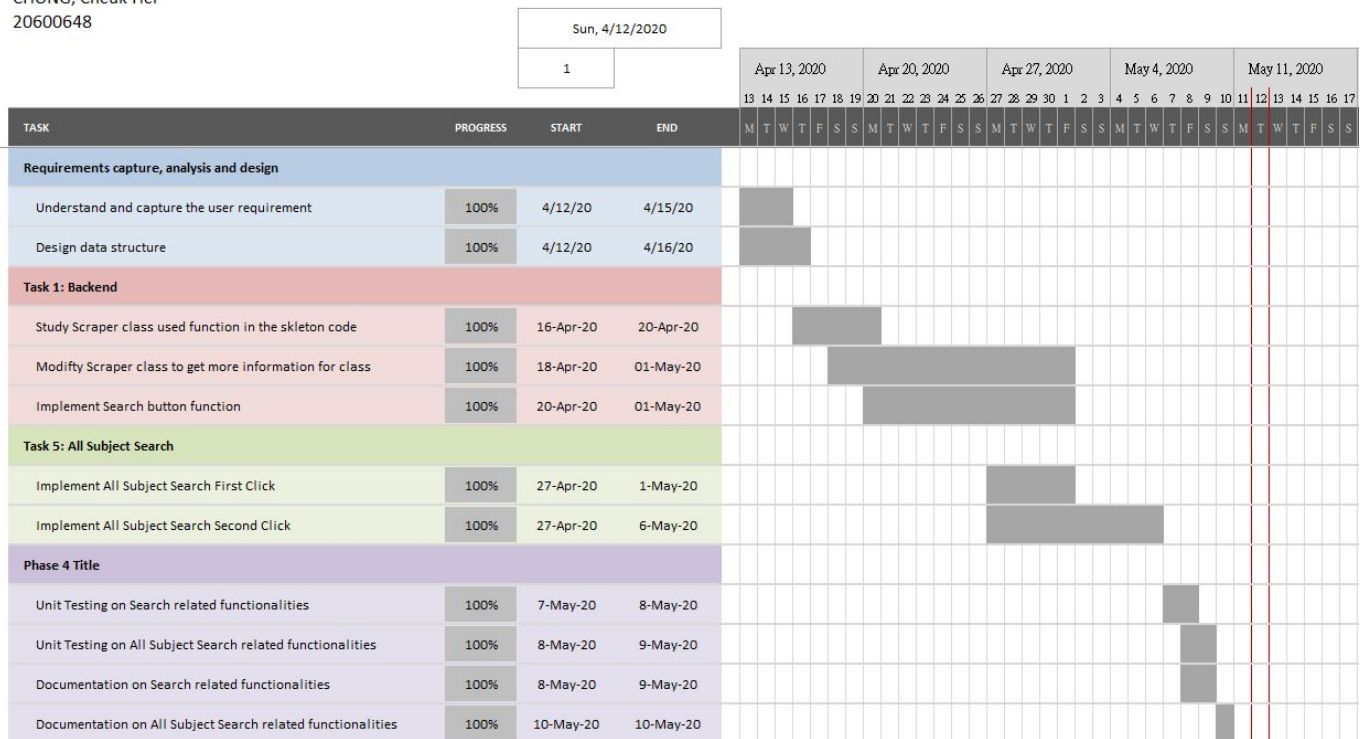 20600648
Sun, 4/12/2020
1
Apr 13, 2020 Apr 20, 2020 Apr 27, 2020 May 4, 2020 May 11, 2020
13 14 15 16 17 18 19 20 21 22 23 24 25 26 27 28 29 30 1 2 3 4 5 6 7 8 9 10 11 12 13 14 15 16 17
TASK PROGRESS START END M T W T F S S M T W T F S S M T W T F S S M T W T F S S M T W T F S S
Requirements capture, analysis and design
Understand and capture the user requirement 100% 4/12/20 4/15/20
Design data structure 100% 4/12/20 4/16/20
Task 1: Backend
Study Scraper class used function in the skleton code 100% 16-Apr-20 20-Apr-20
Modifty Scraper class to get more information for class 100% 18-Apr-20 01-May-20
Implement Search button function 100% 20-Apr-20 01-May-20
Task 5: All Subject Search
Implement All Subject Search First Click 100% 27-Apr-20 1-May-20
Implement All Subject Search Second Click 100% 27-Apr-20 6-May-20
Phase 4 Title
Unit Testing on Search related functionalities 100% 7-May-20 8-May-20
Unit Testing on All Subject Search related functionalities 100% 8-May-20 9-May-20
Documentation on Search related functionalities 100% 8-May-20 9-May-20
Documentation on All Subject Search related functionalities 100% 10-May-20 10-May-20